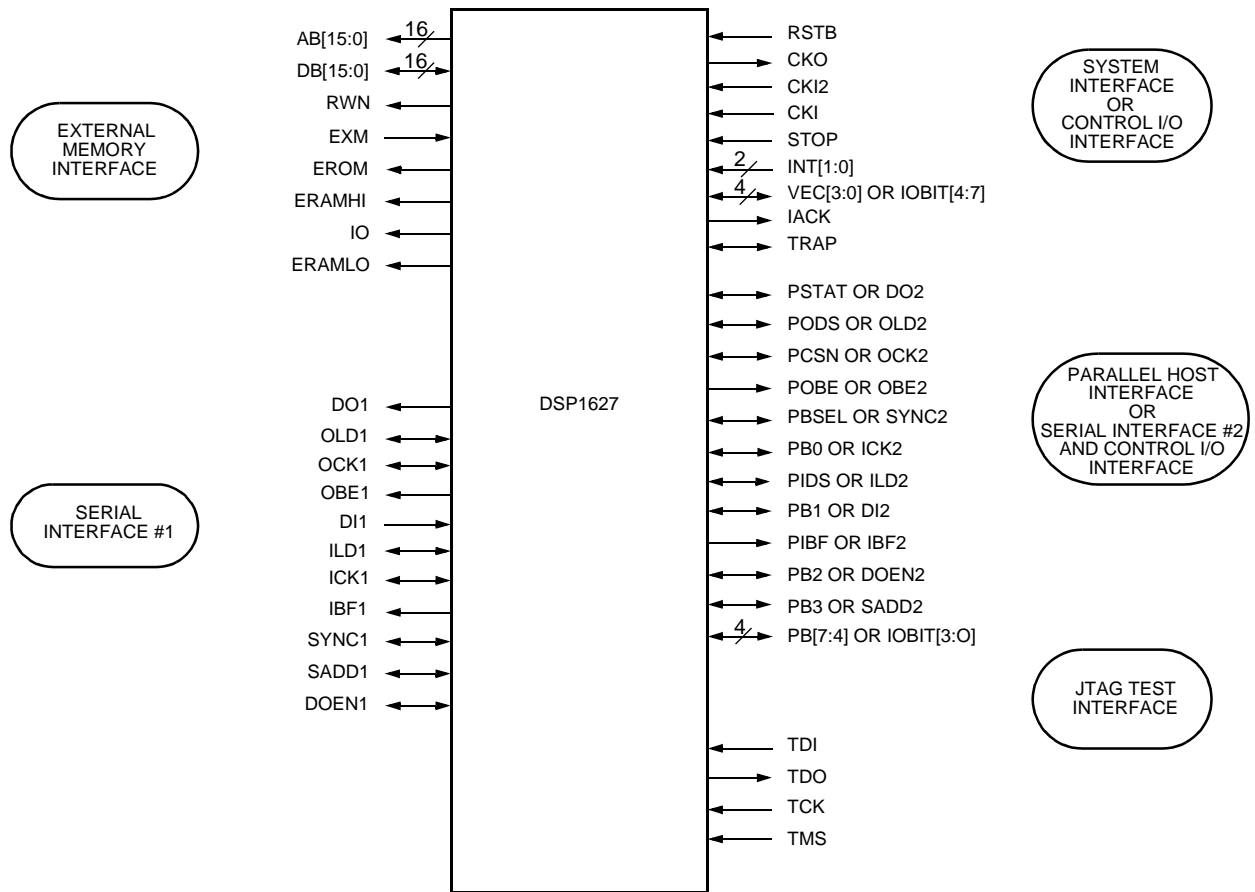 AB[15:0]
16
DB[15:0]
16
RWN
EXM
EROM
ERAMHI
IO
ERAMLO
EXTERNAL
MEMORY
INTERFACE
DO1
OLD1
OCK1
OBE1
DI1
ILD1
ICK1
IBF1
SYNC1
SADD1
DOEN1
SERIAL
INTERFACE #1
DSP1627
RSTB
CKO
CKI2
CKI
STOP
2
INT[1:0]
4
VEC[3:0] OR IOBIT[4:7]
IACK
TRAP
SYSTEM
INTERFACE
OR
CONTROL I/O
INTERFACE
PSTAT OR DO2
PODS OR OLD2
PCSN OR OCK2
POBE OR OBE2
PBSEL OR SYNC2
PB0 OR ICK2
PIDS OR ILD2
PB1 OR DI2
PIBF OR IBF2
PB2 OR DOEN2
PB3 OR SADD2
4
PB[7:4] OR IOBIT[3:O]
PARALLEL HOST
INTERFACE
OR
SERIAL INTERFACE #2
AND CONTROL I/O
INTERFACE
TDI
TDO
TCK
TMS
JTAG TEST
INTERFACE